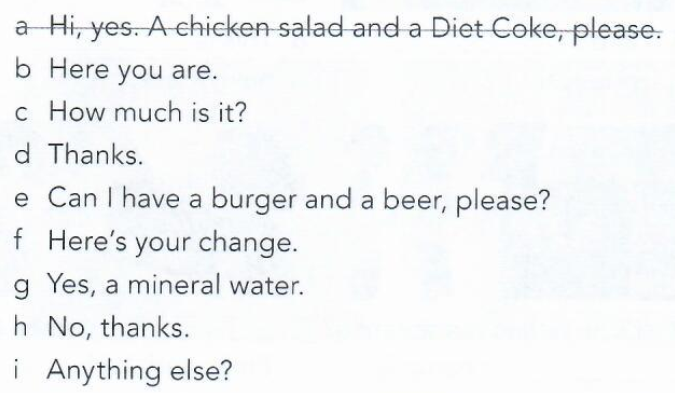 a Hi, yes. A chicken salad and a Diet Coke, please.
b Here you are.
c How much is it?
d Thanks.
e Can I have a burger and a beer, please?
f Here's your change.
g Yes, a mineral water.
h No, thanks.
i Anything else?